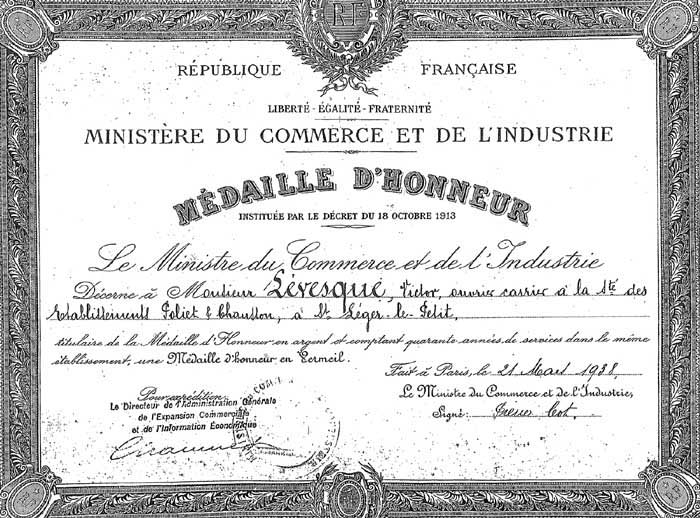 RF
RÉPUBLIQUE FRANÇAISE
LIBERTÉ - ÉGALITÉ - FRATERNITÉ
MINISTÈRE DU COMMERCE ET DE L'INDUSTRIE
MÉDAILLE D'HONNEUR
INSTITUÉE PAR LE DÉCRET DU 18 OCTOBRE 1913
Le Ministre du Commerce et de l'Industrie
Décerne à Monsieur Lévesque, Victor, ouvrier carrier à la Sté des
Etablissements Poliet & Chausson, à St Léger-le-Petit,
titulaire de la Médaille d'Honneur en argent et comptant quarante années de services dans le même
établissement, une Médaille d'honneur en Vermeil.
Fait à Paris, le 21 Mars 1938,
Le Ministre du Commerce et de l'Industrie,
Signé:
Pour expédition
Le Directeur de l'Administration Générale
de l'Expansion Commerciale
et de l'Information Économique